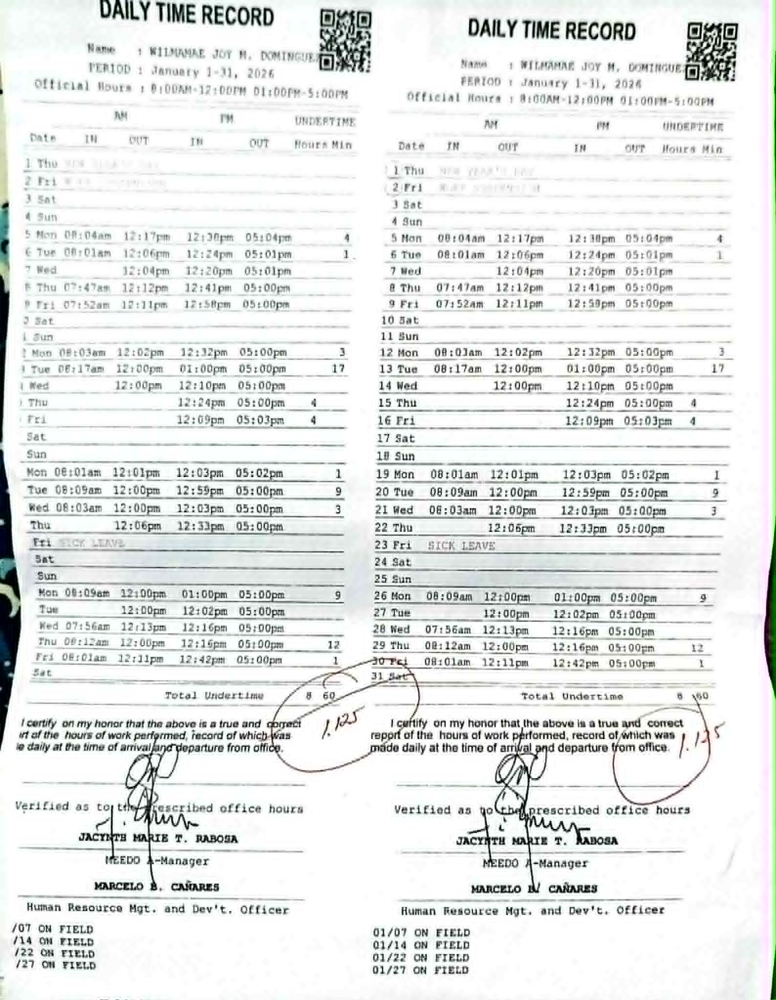 DAILY TIME RECORD
Name : WILMAMAE JOY M. DOMINGUE
PERIOD : January 1-31, 2026
Official Hours : 8:00AM-12:00PM 01:00PM-5:00PM
AM PM UNDERTIME
Date IN OUT IN OUT Hours Min
1 Thu NEW YEAR'S DAY
2 Fri WORK SUSPENSION
3 Sat
4 Sun
5 Mon 08:04am 12:17pm 12:38pm 05:04pm 4
6 Tue 08:01am 12:06pm 12:24pm 05:01pm 1
7 Wed 12:04pm 12:20pm 05:01pm
8 Thu 07:47am 12:12pm 12:41pm 05:00pm
9 Fri 07:52am 12:11pm 12:58pm 05:00pm
Sat
Sun
Mon 08:03am 12:02pm 12:32pm 05:00pm 3
Tue 08:17am 12:00pm 01:00pm 05:00pm 17
Wed 12:00pm 12:10pm 05:00pm
Thu 12:24pm 05:00pm 4
Fri 12:09pm 05:03pm 4
Sat
Sun
Mon 08:01am 12:01pm 12:03pm 05:02pm 1
Tue 08:09am 12:00pm 12:59pm 05:00pm 9
Wed 08:03am 12:00pm 12:03pm 05:00pm 3
Thu 12:06pm 12:33pm 05:00pm
Fri SICK LEAVE
Sat
Sun
Mon 08:09am 12:00pm 01:00pm 05:00pm 9
Tue 12:00pm 12:02pm 05:00pm
Wed 07:56am 12:13pm 12:16pm 05:00pm
Thu 08:12am 12:00pm 12:16pm 05:00pm 12
Fri 08:01am 12:11pm 12:42pm 05:00pm 1
Sat
Total Undertime 8 60
1.125
I certify on my honor that the above is a true and correct
rt of the hours of work performed, record of which was
e daily at the time of arrival and departure from office.
Verified as to the prescribed office hours
JACYNTH MARIE T. RABOSA
MEEDO A-Manager
MARCELO B. CAÑARES
Human Resource Mgt. and Dev't. Officer
/07 ON FIELD
/14 ON FIELD
/22 ON FIELD
/27 ON FIELD
DAILY TIME RECORD
Name : WILMAMAE JOY M. DOMINGUE
PERIOD : January 1-31, 2026
Official Hours : 8:00AM-12:00PM 01:00PM-5:00PM
AM PM UNDERTIME
Date IN OUT IN OUT Hours Min
1 Thu NEW YEAR'S DAY
2 Fri WORK SUSPENSION
3 Sat
4 Sun
5 Mon 08:04am 12:17pm 12:38pm 05:04pm 4
6 Tue 08:01am 12:06pm 12:24pm 05:01pm 1
7 Wed 12:04pm 12:20pm 05:01pm
8 Thu 07:47am 12:12pm 12:41pm 05:00pm
9 Fri 07:52am 12:11pm 12:58pm 05:00pm
10 Sat
11 Sun
12 Mon 08:03am 12:02pm 12:32pm 05:00pm 3
13 Tue 08:17am 12:00pm 01:00pm 05:00pm 17
14 Wed 12:00pm 12:10pm 05:00pm
15 Thu 12:24pm 05:00pm 4
16 Fri 12:09pm 05:03pm 4
17 Sat
18 Sun
19 Mon 08:01am 12:01pm 12:03pm 05:02pm 1
20 Tue 08:09am 12:00pm 12:59pm 05:00pm 9
21 Wed 08:03am 12:00pm 12:03pm 05:00pm 3
22 Thu 12:06pm 12:33pm 05:00pm
23 Fri SICK LEAVE
24 Sat
25 Sun
26 Mon 08:09am 12:00pm 01:00pm 05:00pm 9
27 Tue 12:00pm 12:02pm 05:00pm
28 Wed 07:56am 12:13pm 12:16pm 05:00pm
29 Thu 08:12am 12:00pm 12:16pm 05:00pm 12
30 Fri 08:01am 12:11pm 12:42pm 05:00pm 1
31 Sat
Total Undertime 8 60
1.125
I certify on my honor that the above is a true and correct
report of the hours of work performed, record of which was
made daily at the time of arrival and departure from office.
Verified as to the prescribed office hours
JACYNTH MARIE T. RABOSA
MEEDO A-Manager
MARCELO B. CAÑARES
Human Resource Mgt. and Dev't. Officer
01/07 ON FIELD
01/14 ON FIELD
01/22 ON FIELD
01/27 ON FIELD